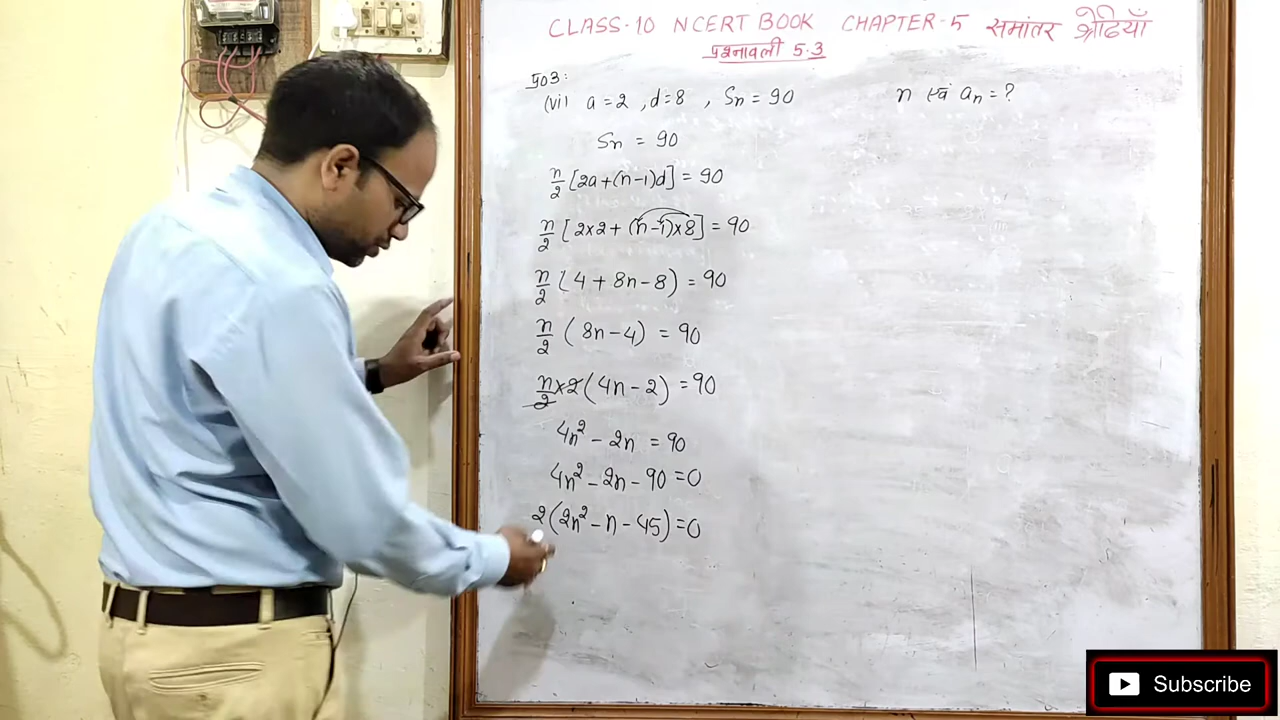 CLASS-10 NCERT BOOK CHAPTER-5 समांतर श्रेढियाँ
प्रश्नावली 5.3
प्र03:
(vii) a=2, d=8, Sn=90 n एवं an=?
Sn = 90
n/2 [2a+(n-1)d] = 90
n/2 [2×2+(n-1)×8] = 90
n/2 (4+8n-8) = 90
n/2 (8n-4) = 90
n/2×2(4n-2) = 90
4n²-2n = 90
4n²-2n-90=0
2(2n²-n-45)=0
Subscribe